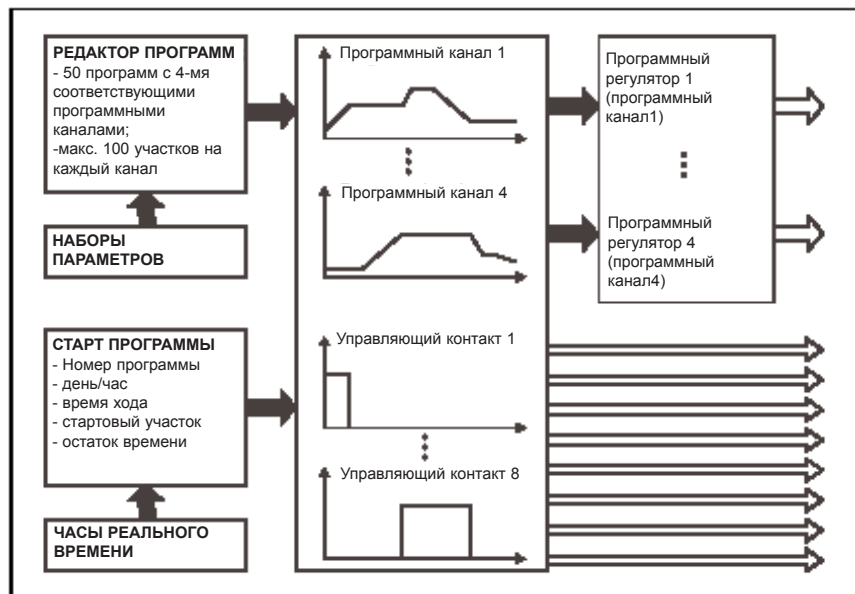 РЕДАКТОР ПРОГРАММ
- 50 программ с 4-мя
соответствующими
программными
каналами;
-макс. 100 участков на
каждый канал
НАБОРЫ
ПАРАМЕТРОВ
СТАРТ ПРОГРАММЫ
- Номер программы
- день/час
- время хода
- стартовый участок
- остаток времени
ЧАСЫ РЕАЛЬНОГО
ВРЕМЕНИ
Программный канал 1
Программный канал 4
Управляющий контакт 1
Управляющий контакт 8
Программный
регулятор 1
(программный
канал1)
Программный
регулятор 4
(программный
канал4)